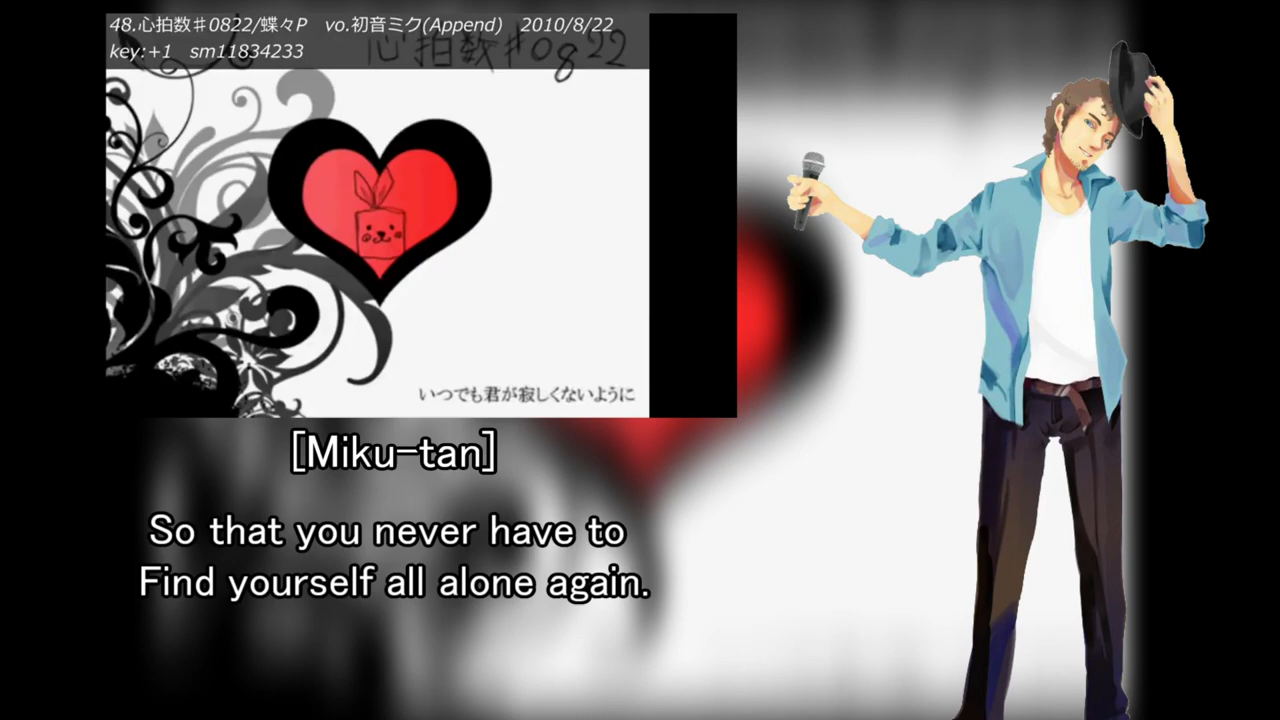 48.心拍数♯0822/蝶々P vo.初音ミク(Append) 2010/8/22
key:+1 sm11834233
心拍数♯0822
いつでも君が寂しくないように
[Miku-tan]
So that you never have to
Find yourself all alone again.